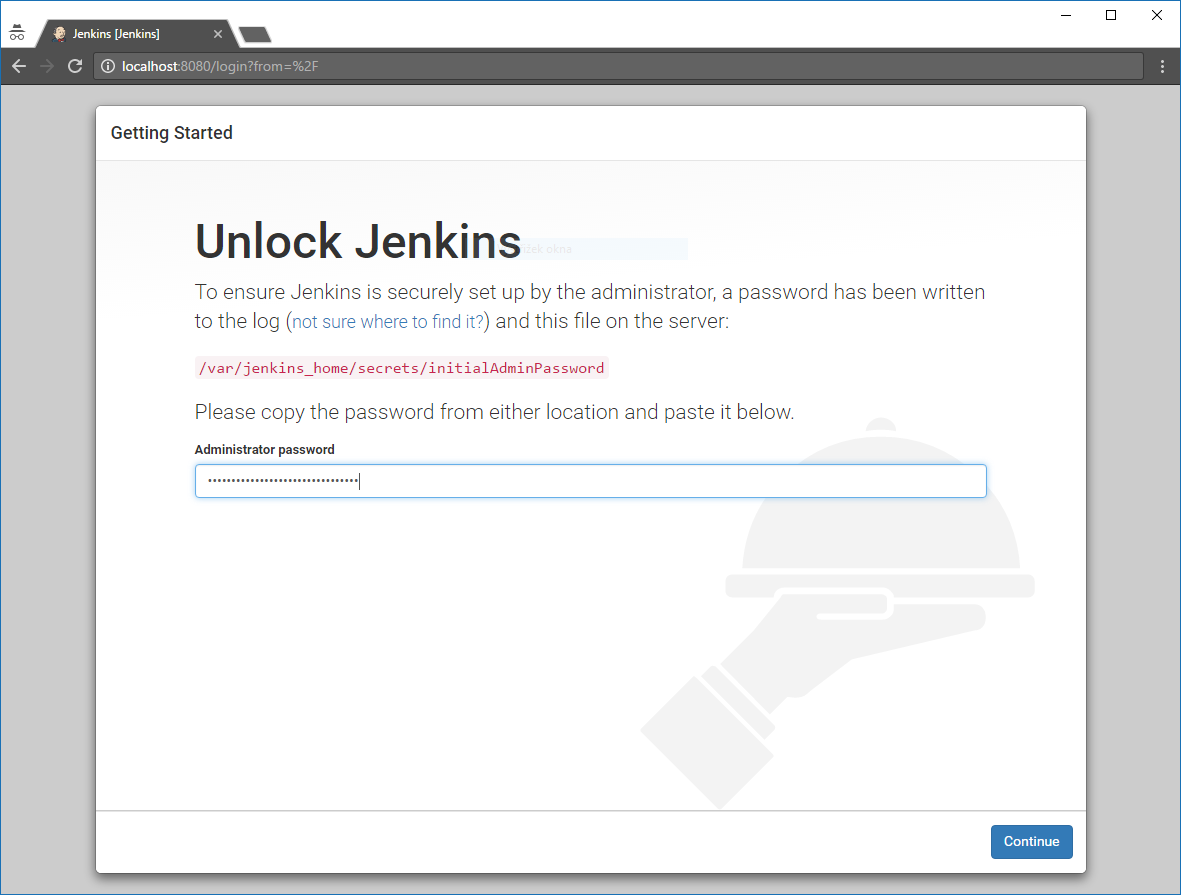 Jenkins [Jenkins]
localhost:8080/login?from=%2F
Getting Started
Unlock Jenkins
okna
To ensure Jenkins is securely set up by the administrator, a password has been written
to the log (not sure where to find it?) and this file on the server:
/var/jenkins_home/secrets/initialAdminPassword
Please copy the password from either location and paste it below.
Administrator password
Continue